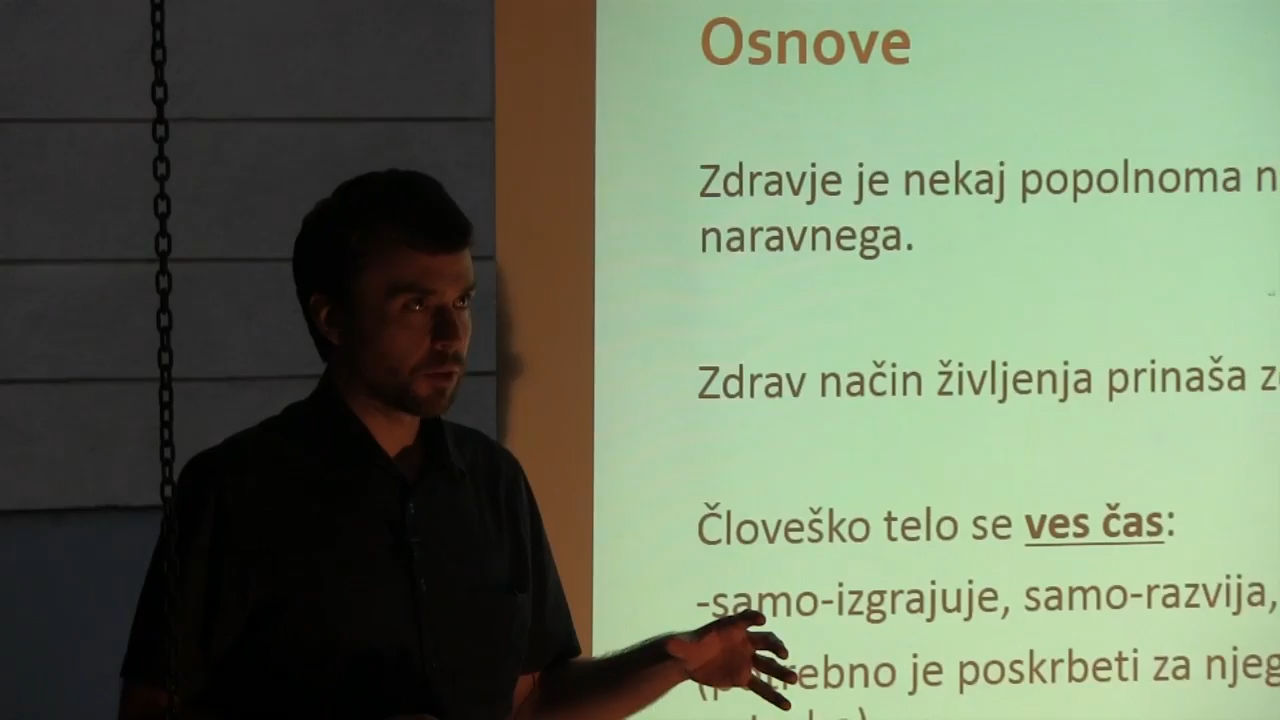 Osnove
Zdravje je nekaj popolnoma
naravnega.
Zdrav način življenja prinaša
Človeško telo se ves čas:
-samo-izgrajuje, samo-razvija,
je poskrbeti za